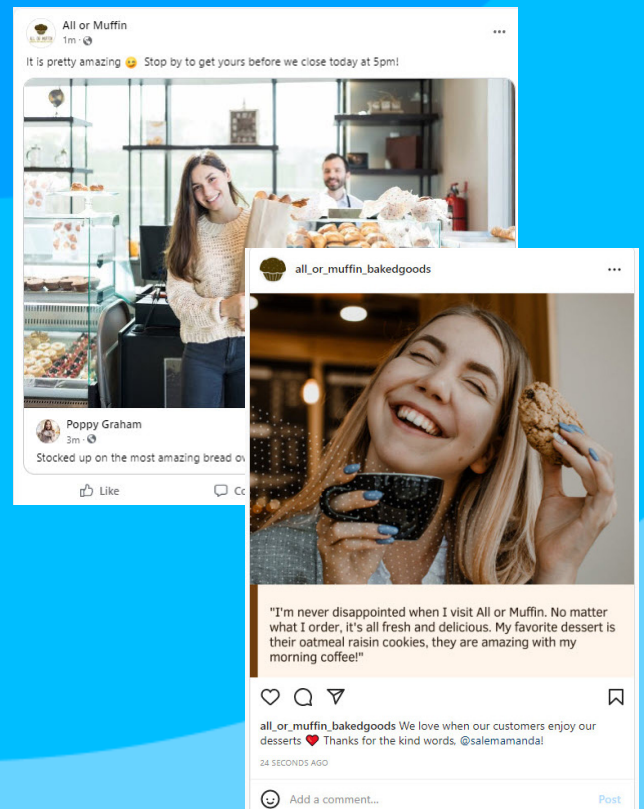 All or Muffin
1m
It is pretty amazing 😉 Stop by to get yours before we close today at 5pm!
Poppy Graham
3m
Stocked up on the most amazing bread
Like
all_or_muffin_bakedgoods
"I'm never disappointed when I visit All or Muffin. No matter
what I order, it's all fresh and delicious. My favorite dessert is
their oatmeal raisin cookies, they are amazing with my
morning coffee!"
all_or_muffin_bakedgoods We love when our customers enjoy our
desserts ❤️ Thanks for the kind words, @salemamanda!
24 SECONDS AGO
Add a comment...
Post